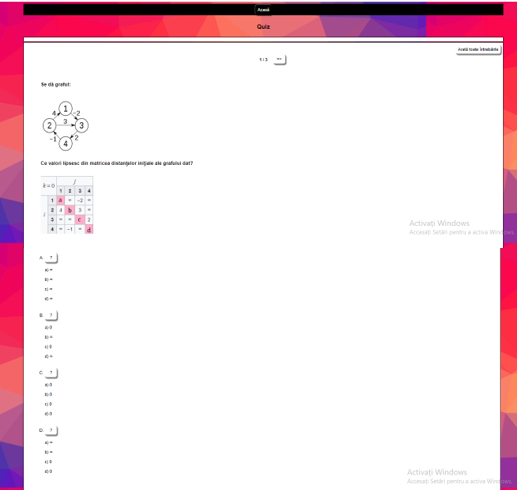 Acasă
Quiz
Arată toate întrebările
1 / 3 =>
Se dă graful:
1
4 -2
2 3 3
-1 2
4
Ce valori lipsesc din matricea distanțelor inițiale ale grafului dat?
k = 0 j
1 2 3 4
1 a ∞ -2 ∞
2 4 b 3 ∞
i 3 ∞ ∞ c 2
4 ∞ -1 ∞ d
Activați Windows
Accesați Setări pentru a activa Windows.
A. ?
a) ∞
b) ∞
c) ∞
d) ∞
B. ?
a) 0
b) ∞
c) 0
d) ∞
C. ?
a) 0
b) 0
c) 0
d) 0
D. ?
a) ∞
b) ∞
c) 0
d) 0
Activați Windows
Accesați Setări pentru a activa Windows.